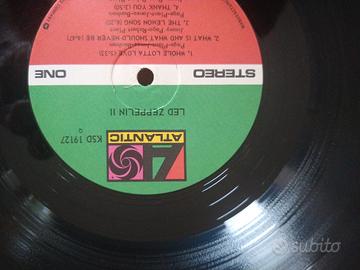 ATLANTIC
KSD 19127
Q
LED ZEPPELIN II
STEREO
ONE
1. WHOLE LOTTA LOVE (5:33)
Page-Plant-Jones-Bonham
2. WHAT IS AND WHAT SHOULD NEVER BE (4:47)
Jimmy Page-Robert Plant
3. THE LEMON SONG (6:20)
Page-Plant-Jones-Bonham
4. THANK YOU (3:50)
subito